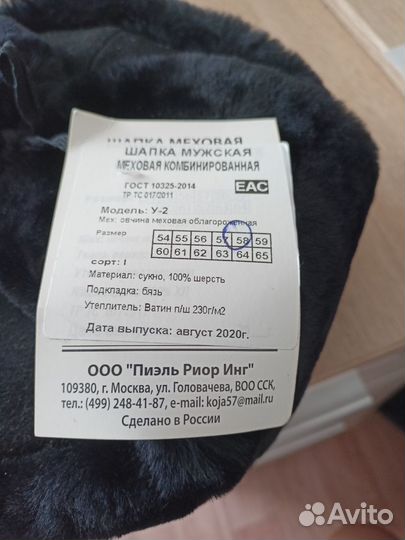 ШАПКА МЕХОВАЯ
ШАПКА МУЖСКАЯ
МЕХОВАЯ КОМБИНИРОВАННАЯ
ГОСТ 10325-2014
ТР ТС 017/2011
EAC
Модель: У-2
Мех: овчина меховая облагороженная
Размер
54 55 56 57 58 59
60 61 62 63 64 65
сорт: I
Материал: сукно, 100% шерсть
Подкладка: бязь
Утеплитель: Ватин п/ш 230г/м2
Дата выпуска: август 2020г.
ООО "Пиэль Риор Инг"
109380, г. Москва, ул. Головачева, ВОО ССК,
тел.: (499) 248-41-87, e-mail: koja57@mail.ru
Сделано в России
Avito